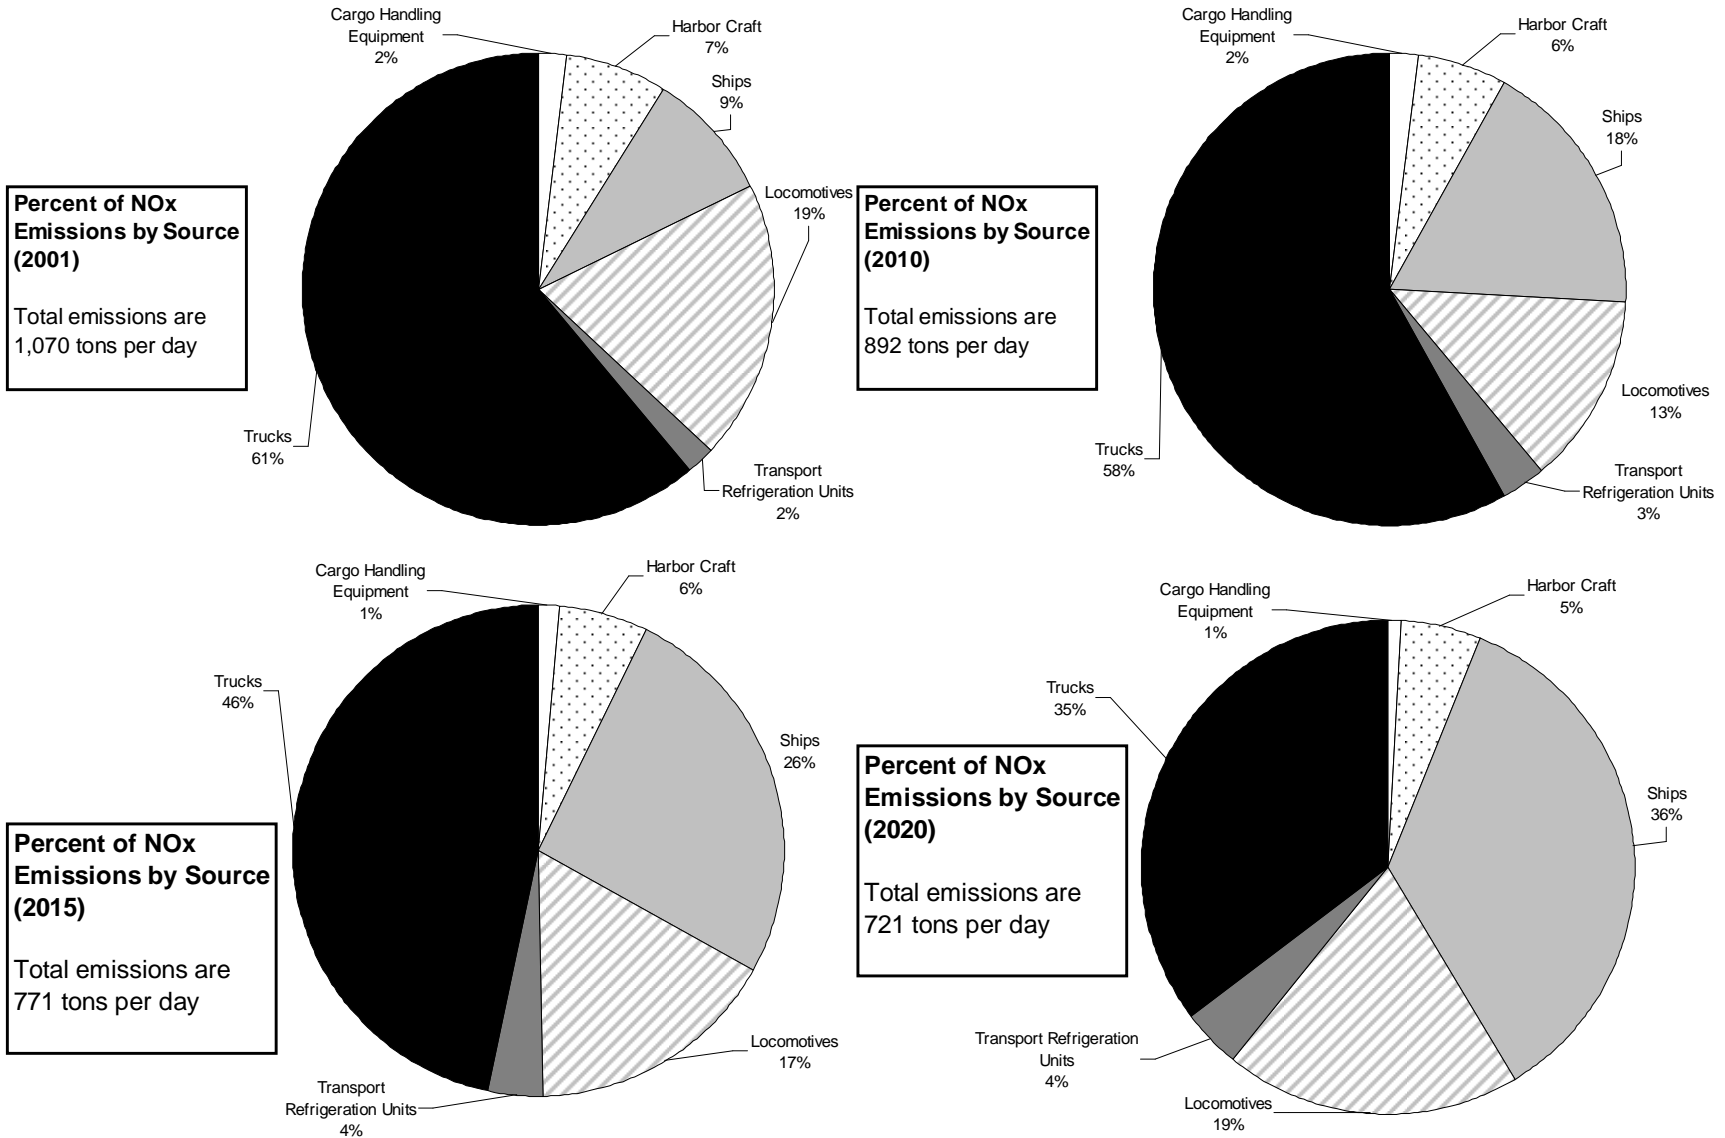 Cargo Handling
Equipment
2%
Harbor Craft
7%
Ships
9%
Locomotives
19%
Transport
Refrigeration Units
2%
Trucks
61%
Percent of NOx
Emissions by Source
(2001)
Total emissions are
1,070 tons per day
Cargo Handling
Equipment
2%
Harbor Craft
6%
Ships
18%
Locomotives
13%
Transport
Refrigeration Units
3%
Trucks
58%
Percent of NOx
Emissions by Source
(2010)
Total emissions are
892 tons per day
Cargo Handling
Equipment
1%
Harbor Craft
6%
Ships
26%
Locomotives
17%
Transport
Refrigeration Units
4%
Trucks
46%
Percent of NOx
Emissions by Source
(2015)
Total emissions are
771 tons per day
Cargo Handling
Equipment
1%
Harbor Craft
5%
Ships
36%
Locomotives
19%
Transport Refrigeration
Units
4%
Trucks
35%
Percent of NOx
Emissions by Source
(2020)
Total emissions are
721 tons per day